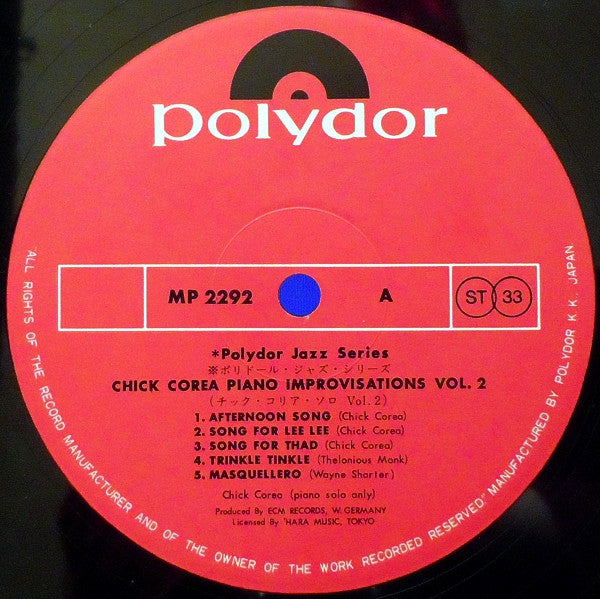 polydor
MP 2292 A ST 33
*Polydor Jazz Series
※ポリドール・ジャズ・シリーズ
CHICK COREA PIANO IMPROVISATIONS VOL. 2
(チック・コリア・ソロ Vol. 2)
1. AFTERNOON SONG (Chick Corea)
2. SONG FOR LEE LEE (Chick Corea)
3. SONG FOR THAD (Chick Corea)
4. TRINKLE TINKLE (Thelonious Monk)
5. MASQUELLERO (Wayne Shorter)
Chick Corea (piano solo only)
Produced By ECM RECORDS, W. GERMANY
Licensed By 'HARA MUSIC, TOKYO
"ALL RIGHTS OF THE RECORD MANUFACTURER AND OF THE OWNER OF THE WORK RECORDED RESERVED." MANUFACTURED BY POLYDOR K.K. JAPAN